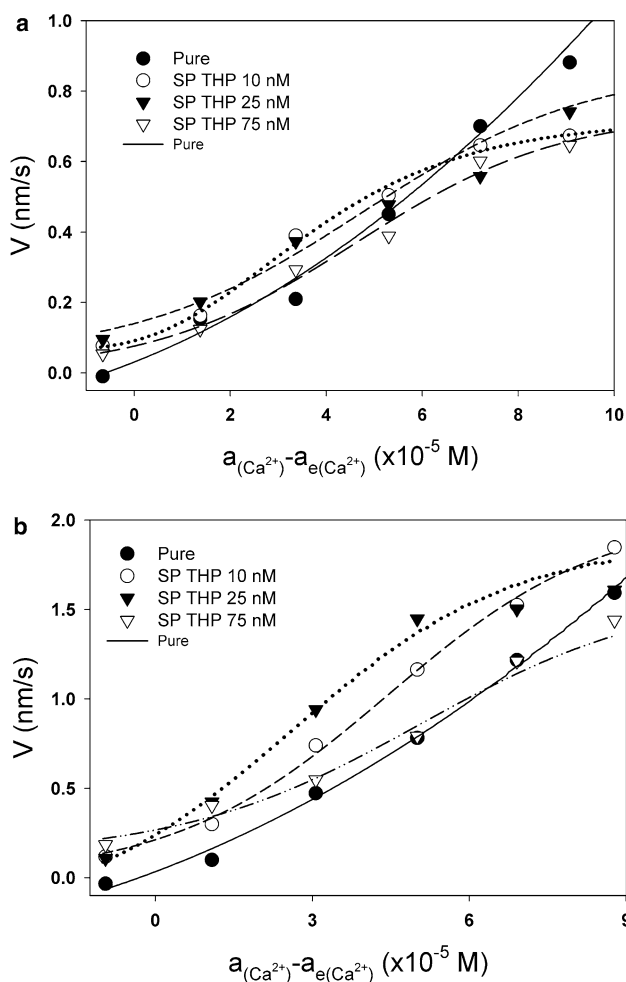 a
1.0
0.8
0.6
0.4
0.2
0.0
V (nm/s)
Pure
SP THP 10 nM
SP THP 25 nM
SP THP 75 nM
Pure
0 2 4 6 8 10
a(Ca²⁺)-ae(Ca²⁺) (x10⁻⁵ M)
b
2.0
1.5
1.0
0.5
0.0
V (nm/s)
Pure
SP THP 10 nM
SP THP 25 nM
SP THP 75 nM
Pure
0 3 6 9
a(Ca²⁺)-ae(Ca²⁺) (x10⁻⁵ M)